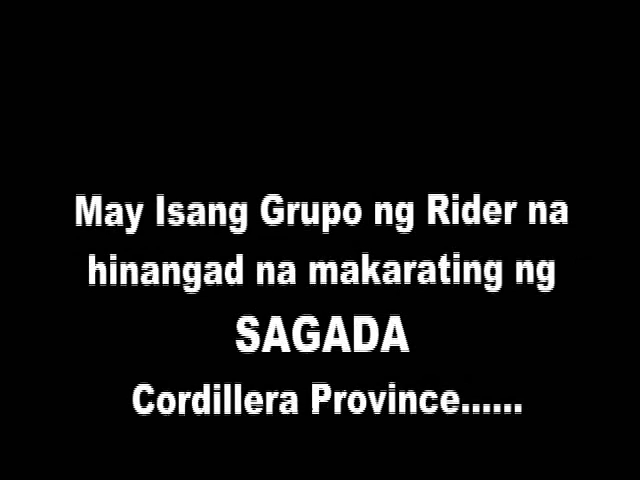 May Isang Grupo ng Rider na
hinangad na makarating ng
SAGADA
Cordillera Province......